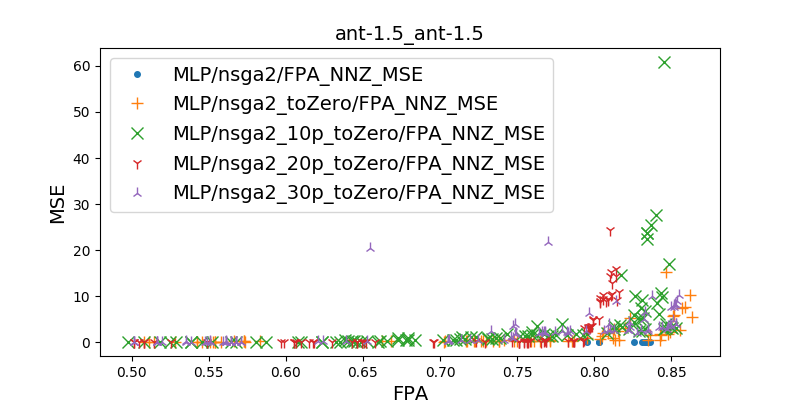 ant-1.5_ant-1.5
MLP/nsga2/FPA_NNZ_MSE
MLP/nsga2_toZero/FPA_NNZ_MSE
MLP/nsga2_10p_toZero/FPA_NNZ_MSE
MLP/nsga2_20p_toZero/FPA_NNZ_MSE
MLP/nsga2_30p_toZero/FPA_NNZ_MSE
MSE
60
50
40
30
20
10
0
0.50 0.55 0.60 0.65 0.70 0.75 0.80 0.85
FPA